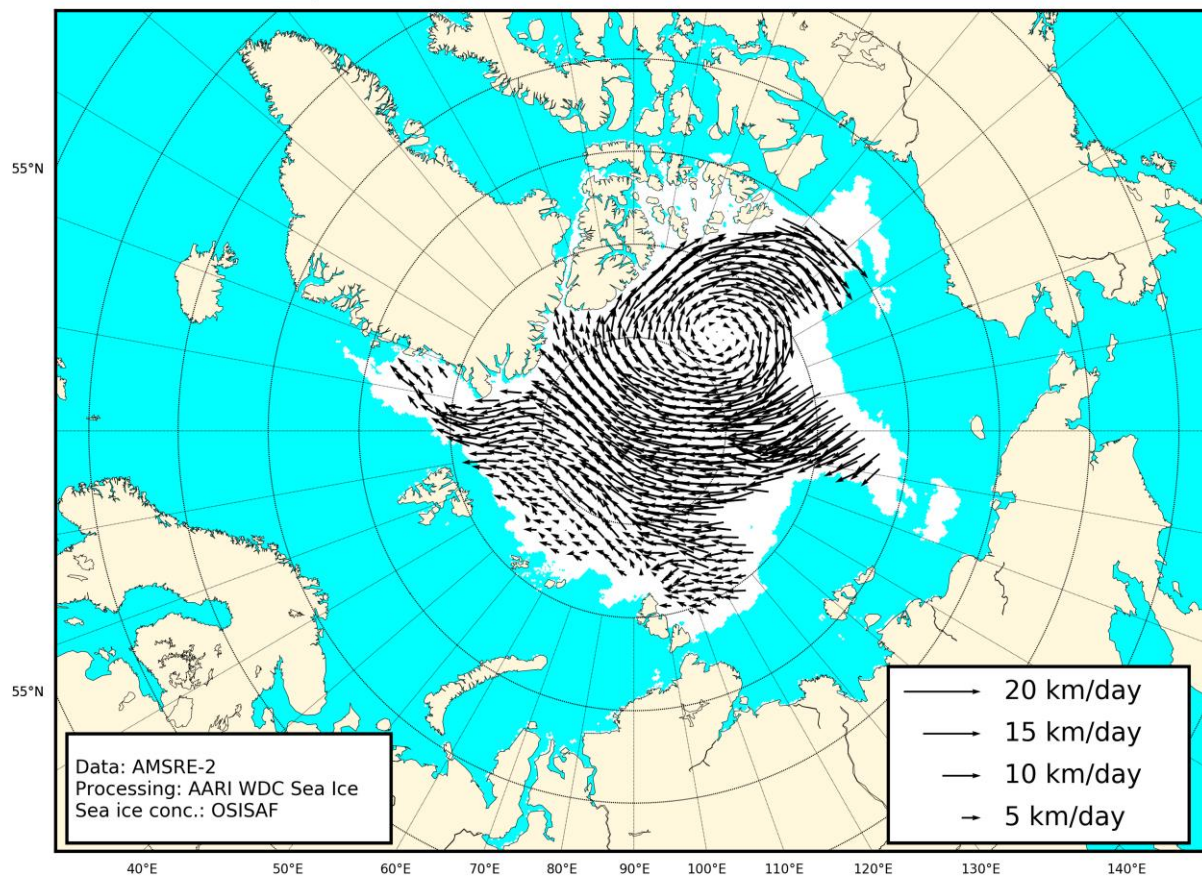 55°N
55°N
20 km/day
15 km/day
10 km/day
5 km/day
Data: AMSRE-2
Processing: AARI WDC Sea Ice
Sea ice conc.: OSISAF
40°E 50°E 60°E 70°E 80°E 90°E 100°E 110°E 120°E 130°E 140°E